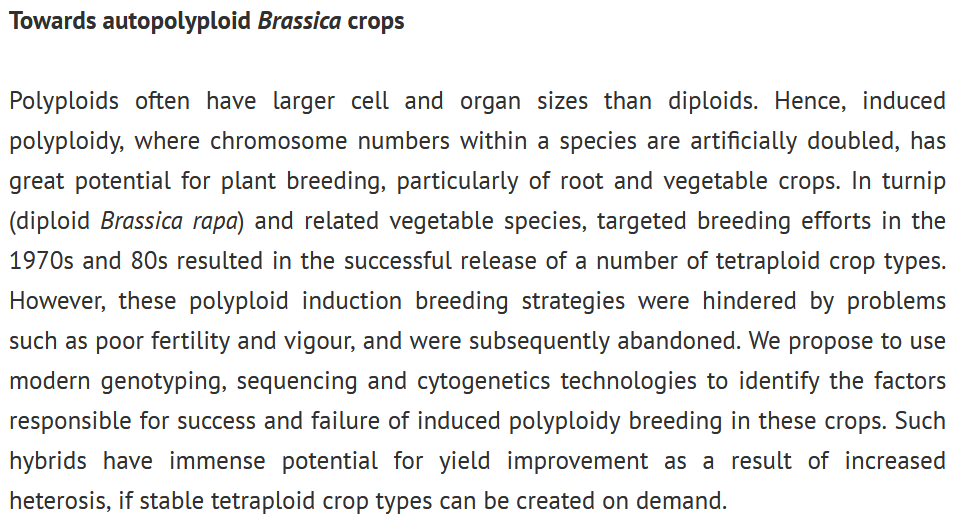 Towards autopolyploid Brassica crops
Polyploids often have larger cell and organ sizes than diploids. Hence, induced
polyploidy, where chromosome numbers within a species are artificially doubled, has
great potential for plant breeding, particularly of root and vegetable crops. In turnip
(diploid Brassica rapa) and related vegetable species, targeted breeding efforts in the
1970s and 80s resulted in the successful release of a number of tetraploid crop types.
However, these polyploid induction breeding strategies were hindered by problems
such as poor fertility and vigour, and were subsequently abandoned. We propose to use
modern genotyping, sequencing and cytogenetics technologies to identify the factors
responsible for success and failure of induced polyploidy breeding in these crops. Such
hybrids have immense potential for yield improvement as a result of increased
heterosis, if stable tetraploid crop types can be created on demand.